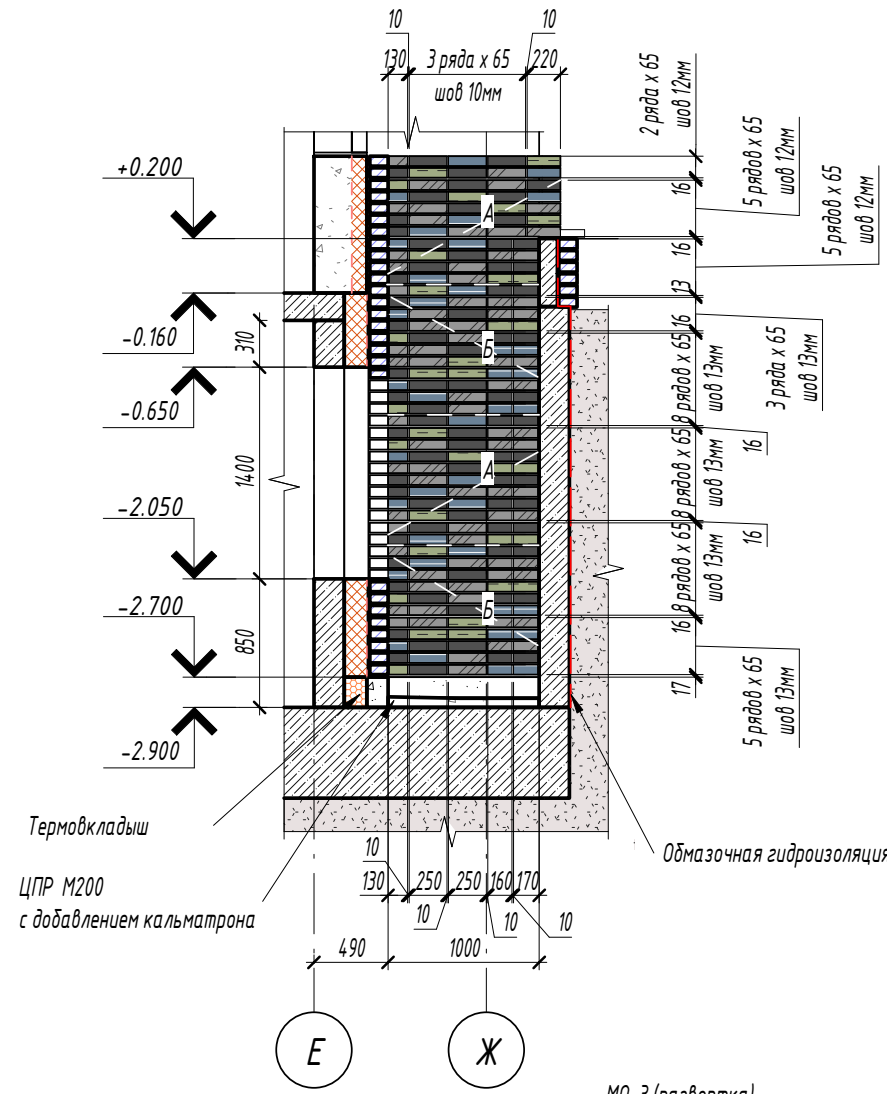 10
10
130
3 ряда х 65
220
шов 10мм
2 ряда х 65
шов 12мм
5 рядов х 65
шов 12мм
5 рядов х 65
шов 12мм
+0.200
16
А
16
13
-0.160
310
16
Б
3 ряда х 65
шов 13мм
8 рядов х 65
шов 13мм
-0.650
16
1400
А
8 рядов х 65
шов 13мм
-2.050
16
8 рядов х 65
шов 13мм
-2.700
850
Б
16
17
5 рядов х 65
шов 13мм
-2.900
Термовкладыш
Обмазочная гидроизоляция
ЦПР М200
с добавлением кальматрона
10
130
250
250
160
170
10
10
10
490
1000
Е
Ж